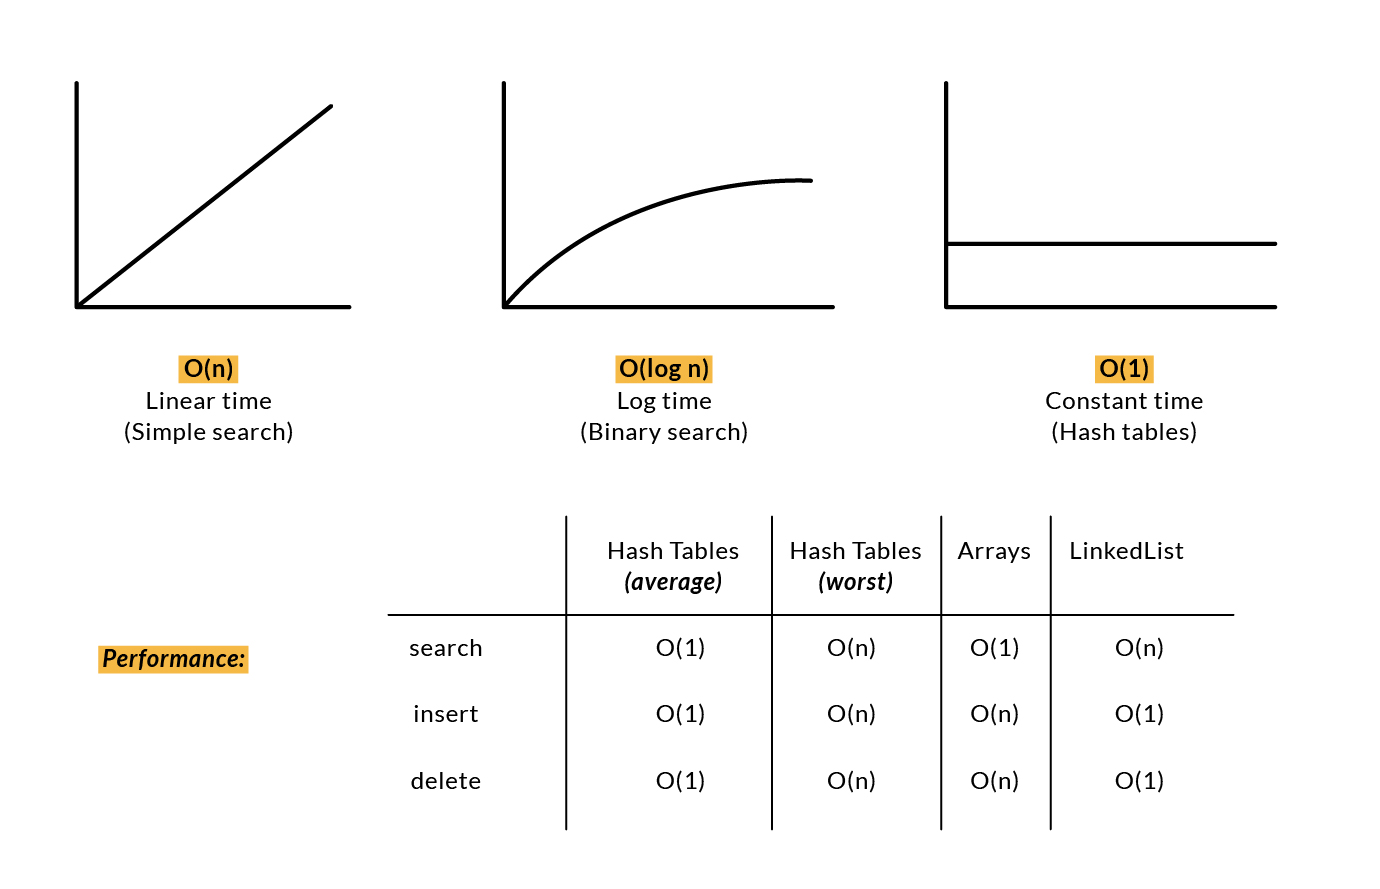 O(n)
Linear time
(Simple search)
O(log n)
Log time
(Binary search)
O(1)
Constant time
(Hash tables)
Performance:
Hash Tables
(average)
Hash Tables
(worst)
Arrays
LinkedList
search O(1) O(n) O(1) O(n)
insert O(1) O(n) O(n) O(1)
delete O(1) O(n) O(n) O(1)